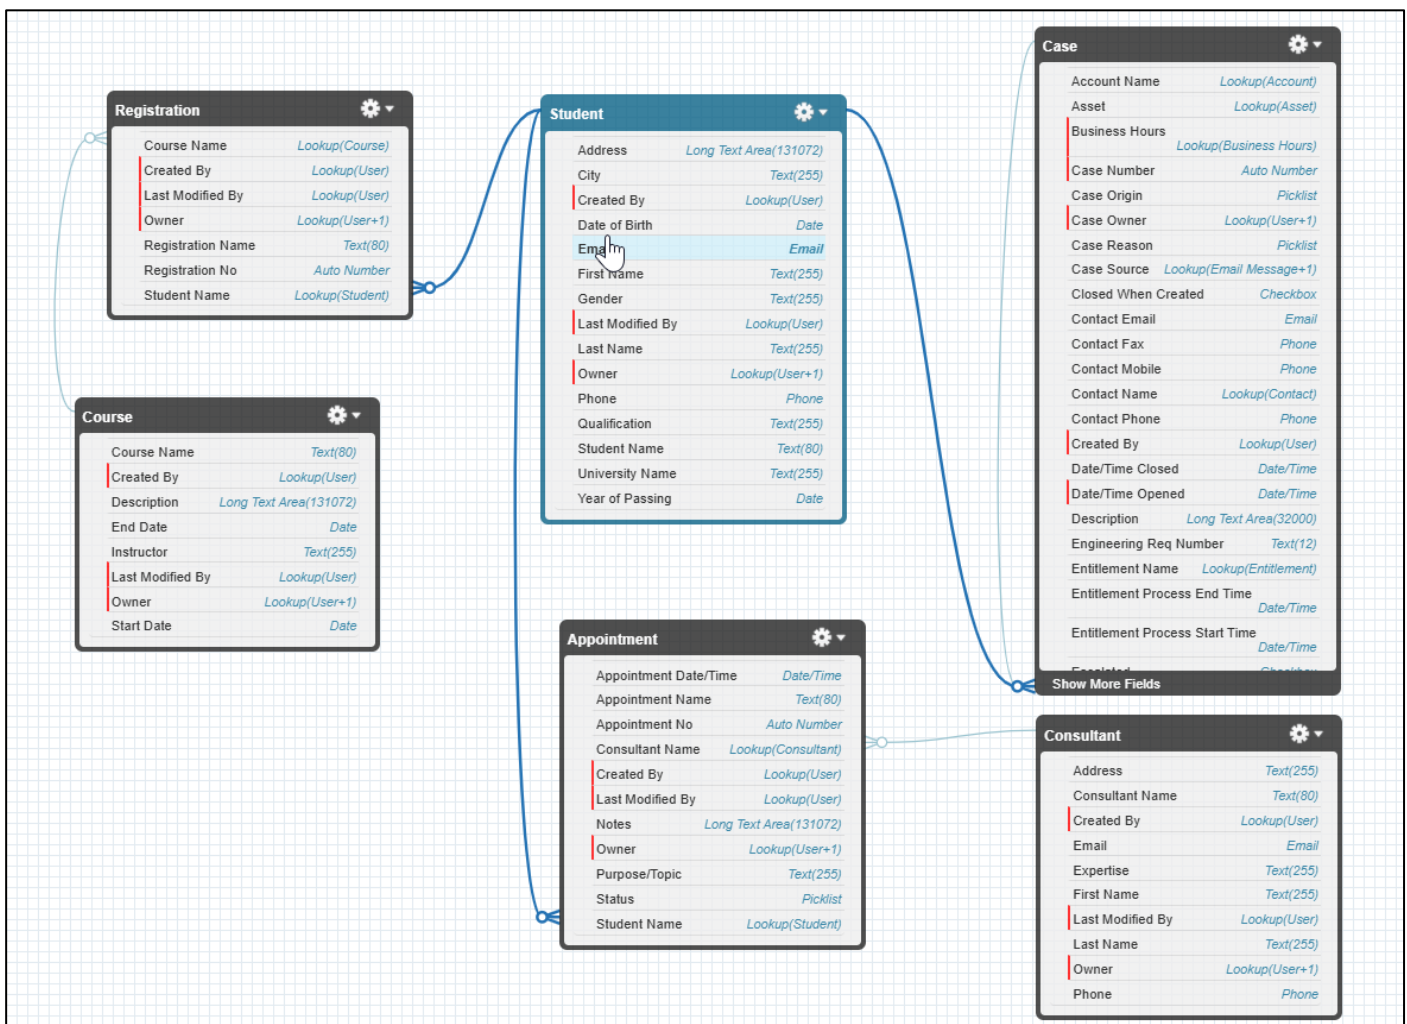 Registration
Course Name Lookup(Course)
Created By Lookup(User)
Last Modified By Lookup(User)
Owner Lookup(User+1)
Registration Name Text(80)
Registration No Auto Number
Student Name Lookup(Student)
Course
Course Name Text(80)
Created By Lookup(User)
Description Long Text Area(131072)
End Date Date
Instructor Text(255)
Last Modified By Lookup(User)
Owner Lookup(User+1)
Start Date Date
Student
Address Long Text Area(131072)
City Text(255)
Created By Lookup(User)
Date of Birth Date
Email Email
First Name Text(255)
Gender Text(255)
Last Modified By Lookup(User)
Last Name Text(255)
Owner Lookup(User+1)
Phone Phone
Qualification Text(255)
Student Name Text(80)
University Name Text(255)
Year of Passing Date
Appointment
Appointment Date/Time Date/Time
Appointment Name Text(80)
Appointment No Auto Number
Consultant Name Lookup(Consultant)
Created By Lookup(User)
Last Modified By Lookup(User)
Notes Long Text Area(131072)
Owner Lookup(User+1)
Purpose/Topic Text(255)
Status Picklist
Student Name Lookup(Student)
Case
Account Name Lookup(Account)
Asset Lookup(Asset)
Business Hours
Lookup(Business Hours)
Case Number Auto Number
Case Origin Picklist
Case Owner Lookup(User+1)
Case Reason Picklist
Case Source Lookup(Email Message+1)
Closed When Created Checkbox
Contact Email Email
Contact Fax Phone
Contact Mobile Phone
Contact Name Lookup(Contact)
Contact Phone Phone
Created By Lookup(User)
Date/Time Closed Date/Time
Date/Time Opened Date/Time
Description Long Text Area(32000)
Engineering Req Number Text(12)
Entitlement Name Lookup(Entitlement)
Entitlement Process End Time
Date/Time
Entitlement Process Start Time
Date/Time
Escalated Checkbox
Show More Fields
Consultant
Address Text(255)
Consultant Name Text(80)
Created By Lookup(User)
Email Email
Expertise Text(255)
First Name Text(255)
Last Modified By Lookup(User)
Last Name Text(255)
Owner Lookup(User+1)
Phone Phone